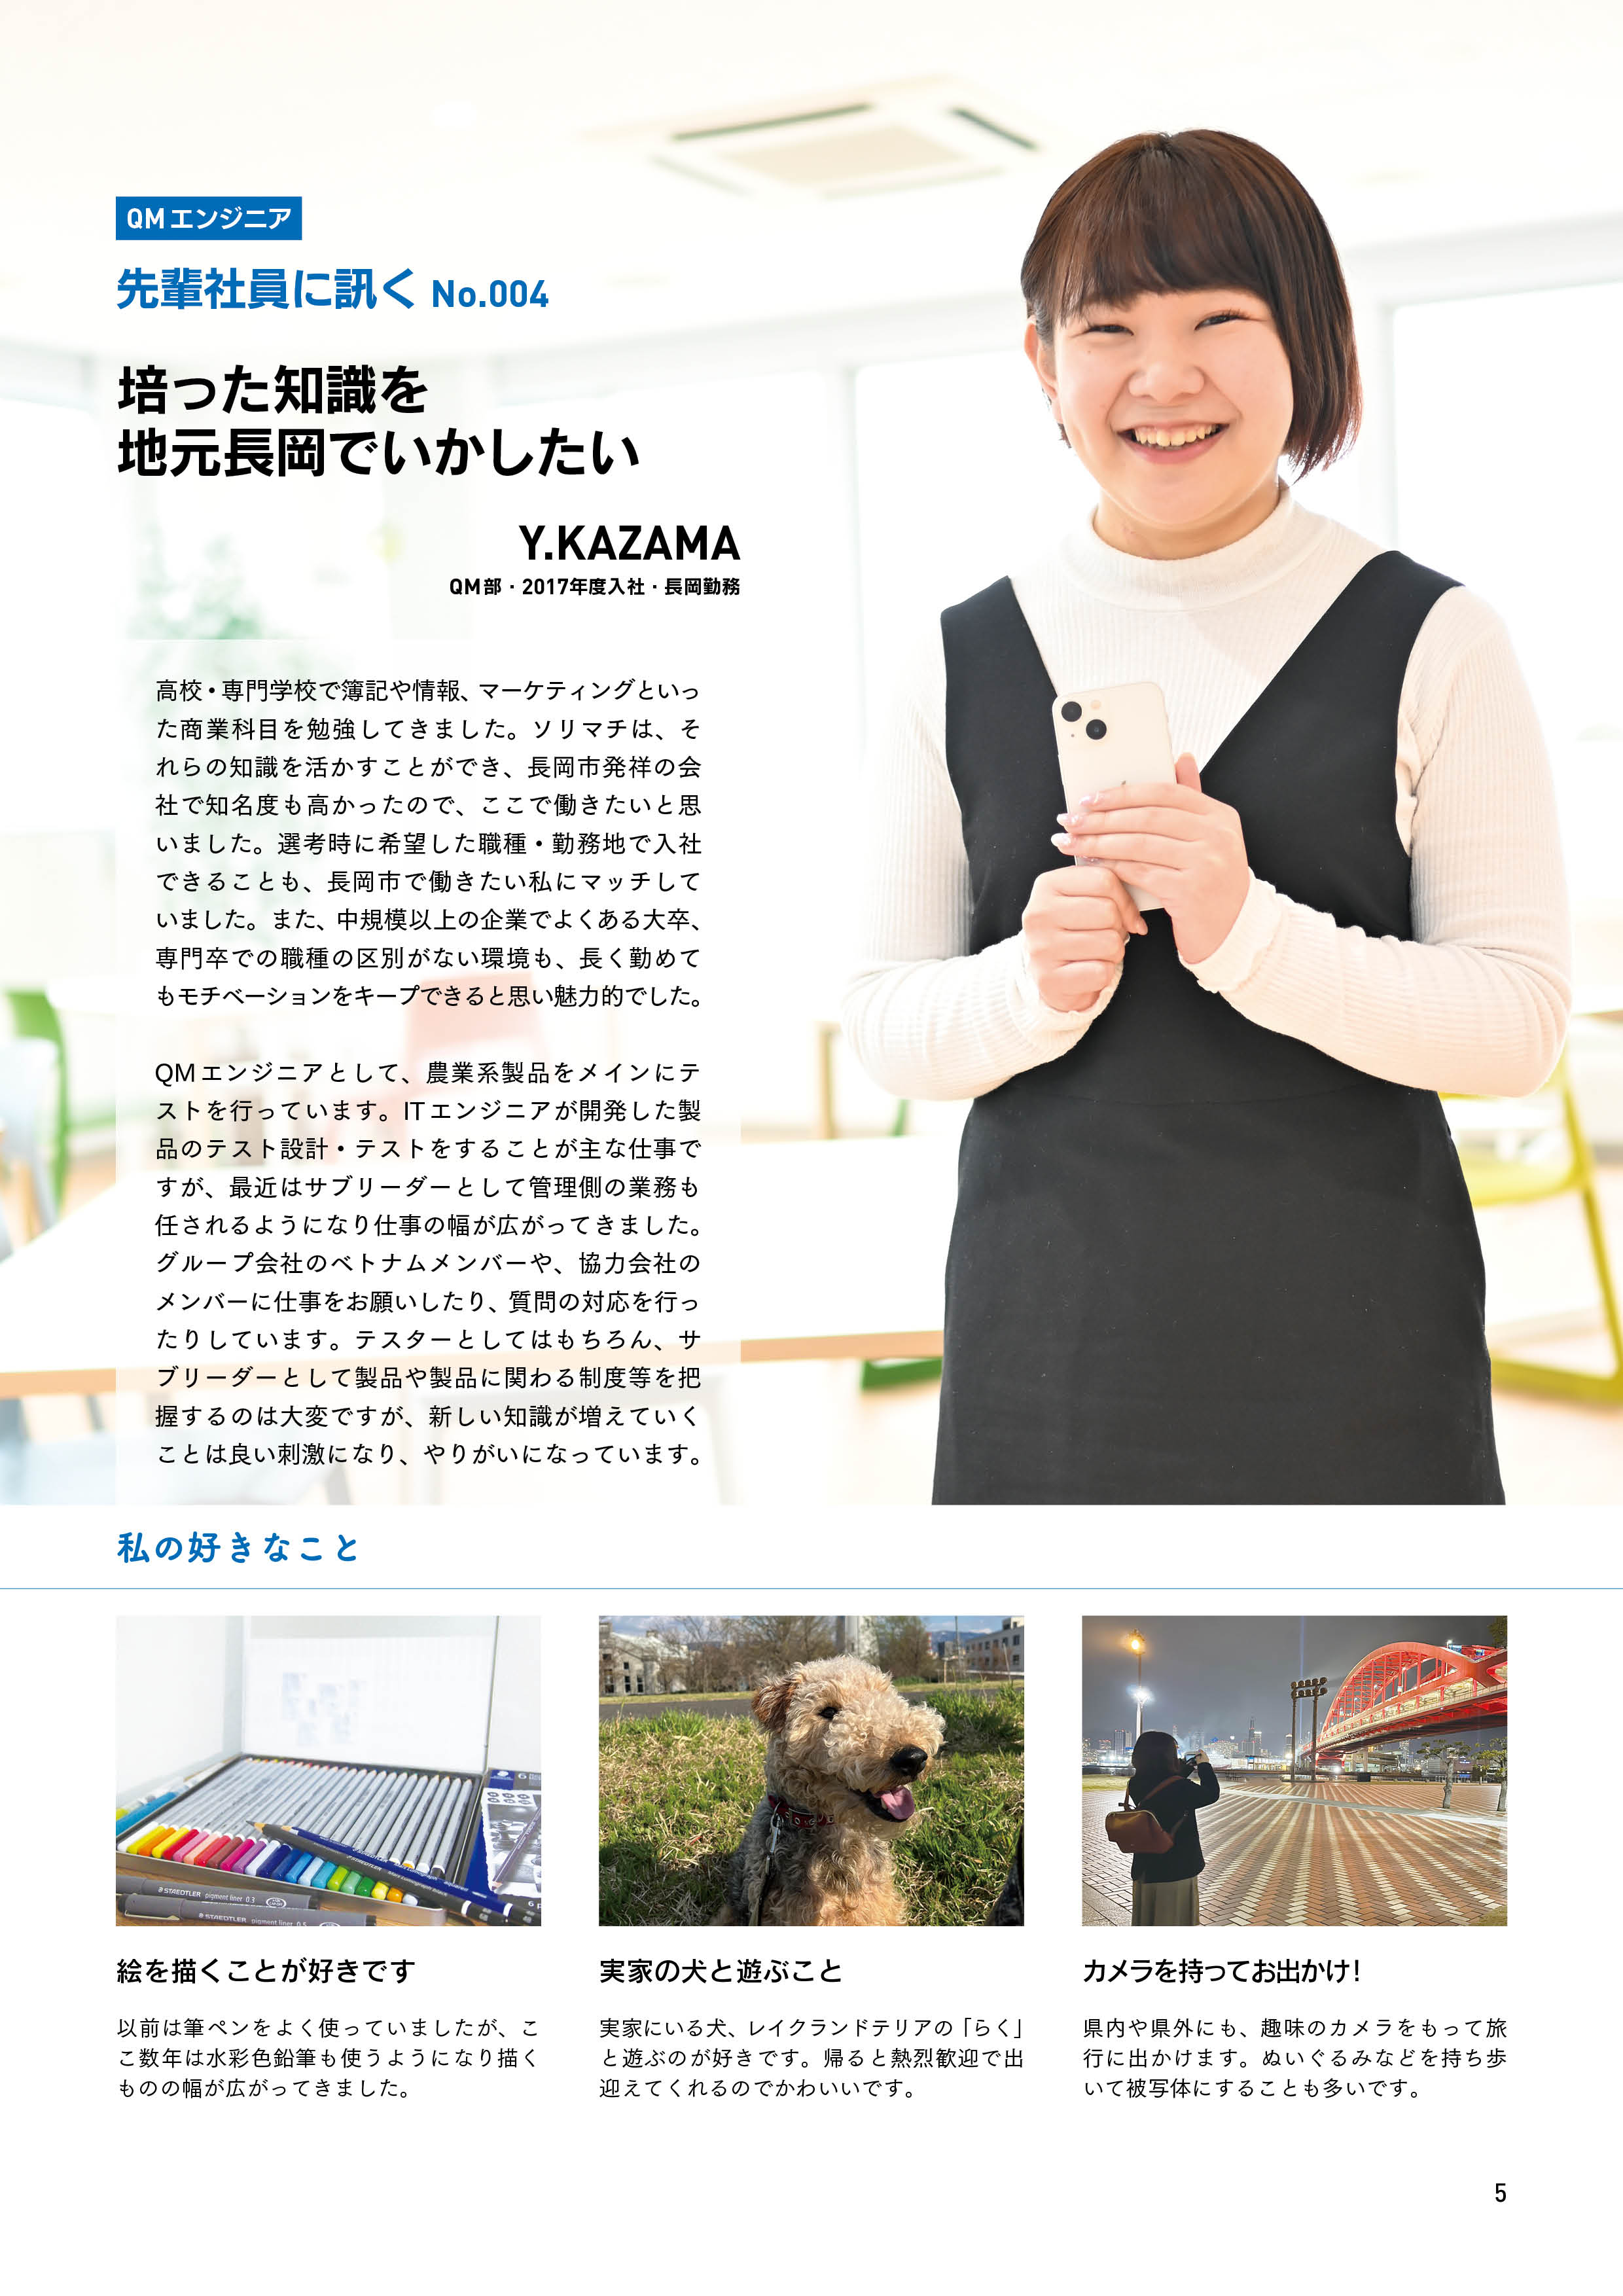 QMエンジニア
先輩社員に訊く No.004
培った知識を
地元長岡でいかしたい
Y.KAZAMA
QM部・2017年度入社・長岡勤務
高校・専門学校で簿記や情報、マーケティングといっ
た商業科目を勉強してきました。ソリマチは、そ
れらの知識を活かすことができ、長岡市発祥の会
社で知名度も高かったので、ここで働きたいと思
いました。選考時に希望した職種・勤務地で入社
できることも、長岡市で働きたい私にマッチして
いました。また、中規模以上の企業でよくある大卒、
専門卒での職種の区別がない環境も、長く勤めて
もモチベーションをキープできると思い魅力的でした。
QMエンジニアとして、農業系製品をメインにテ
ストを行っています。ITエンジニアが開発した製
品のテスト設計・テストをすることが主な仕事で
すが、最近はサブリーダーとして管理側の業務も
任されるようになり仕事の幅が広がってきました。
グループ会社のベトナムメンバーや、協力会社の
メンバーに仕事をお願いしたり、質問の対応を行っ
たりしています。テスターとしてはもちろん、サ
ブリーダーとして製品や製品に関わる制度等を把
握するのは大変ですが、新しい知識が増えていく
ことは良い刺激になり、やりがいになっています。
私の好きなこと
STAEDTLER pigment liner 0.3
STAEDTLER pigment liner 0.5
絵を描くことが好きです
以前は筆ペンをよく使っていましたが、こ
こ数年は水彩色鉛筆も使うようになり描く
ものの幅が広がってきました。
実家の犬と遊ぶこと
実家にいる犬、レイクランドテリアの「らく」
と遊ぶのが好きです。帰ると熱烈歓迎で出
迎えてくれるのでかわいいです。
カメラを持ってお出かけ！
県内や県外にも、趣味のカメラをもって旅
行に出かけます。ぬいぐるみなどを持ち歩
いて被写体にすることも多いです。
5